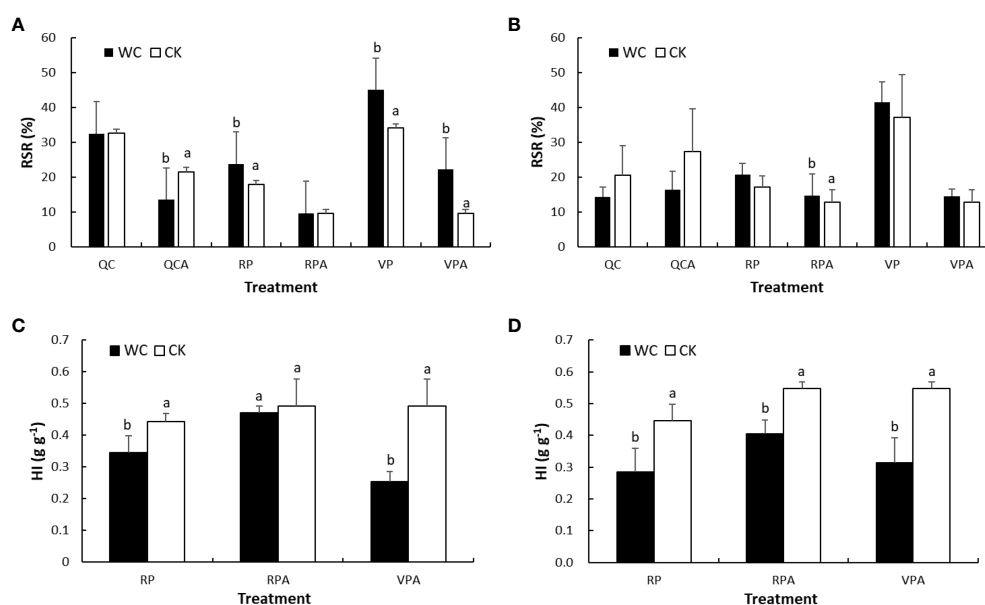 A
WC CK
RSR (%)
60
50
40
30
20
10
0
b a b a b a b a
QC QCA RP RPA VP VPA
Treatment
B
WC CK
RSR (%)
60
50
40
30
20
10
0
b a
QC QCA RP RPA VP VPA
Treatment
C
WC CK
HI (g g-1)
0.7
0.6
0.5
0.4
0.3
0.2
0.1
0
b a a a b a
RP RPA VPA
Treatment
D
WC CK
HI (g g-1)
0.7
0.6
0.5
0.4
0.3
0.2
0.1
0.0
b a b a b a
RP RPA VPA
Treatment